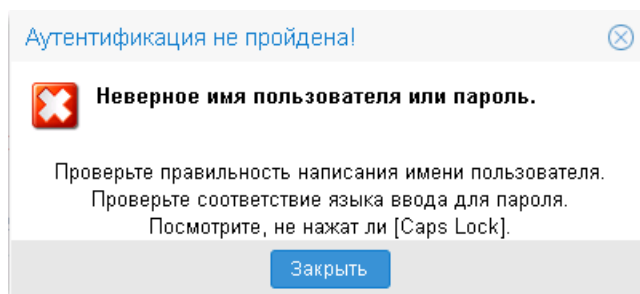 Аутентификация не пройдена!
Неверное имя пользователя или пароль.
Проверьте правильность написания имени пользователя.
Проверьте соответствие языка ввода для пароля.
Посмотрите, не нажат ли [Caps Lock].
Закрыть